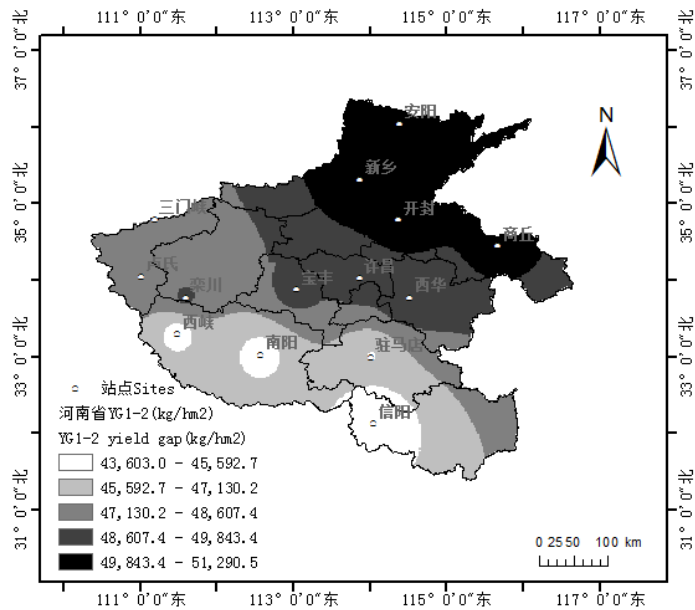 111° 0′0″东 113° 0′0″东 115° 0′0″东 117° 0′0″东
37° 0′0″北
37° 0′0″北
N
安阳
新乡
35° 0′0″北
三门峡
开封
商丘
卢氏
栾川
宝丰
许昌
西华
西峡
南阳
驻马店
33° 0′0″北
33° 0′0″北
站点Sites
河南省YG1-2(kg/hm2)
信阳
YG1-2 yield gap(kg/hm2)
43,603.0 - 45,592.7
45,592.7 - 47,130.2
47,130.2 - 48,607.4
48,607.4 - 49,843.4
49,843.4 - 51,290.5
31° 0′0″北
31° 0′0″北
0 25 50 100 km
111° 0′0″东 113° 0′0″东 115° 0′0″东 117° 0′0″东